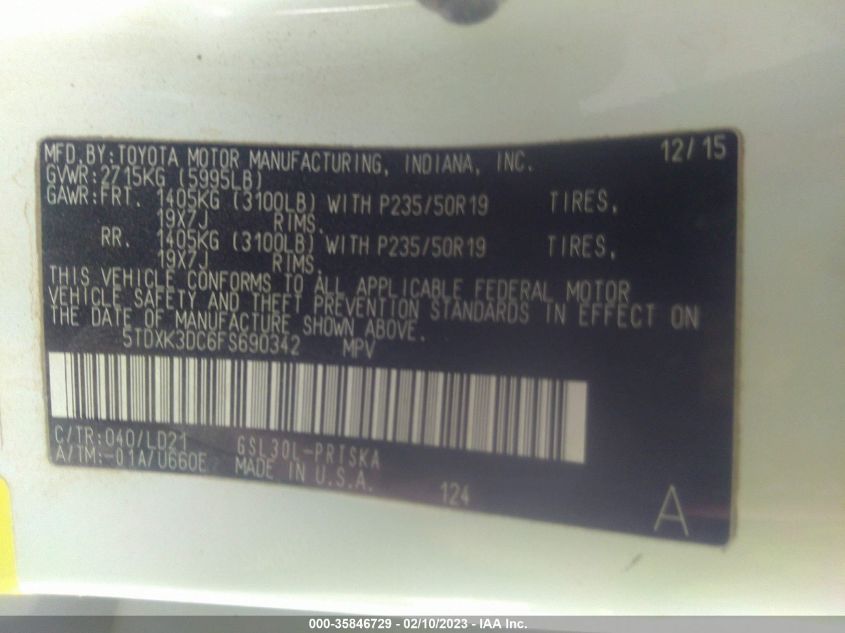 MFD.BY:TOYOTA MOTOR MANUFACTURING, INDIANA, INC. 12/15
GVWR:2715KG (5995LB)
GAWR:FRT. 1405KG (3100LB) WITH P235/50R19 TIRES,
19X7J RIMS,
RR. 1405KG (3100LB) WITH P235/50R19 TIRES,
19X7J RIMS,
THIS VEHICLE CONFORMS TO ALL APPLICABLE FEDERAL MOTOR
VEHICLE SAFETY AND THEFT PREVENTION STANDARDS IN EFFECT ON
THE DATE OF MANUFACTURE SHOWN ABOVE.
5TDXK3DC6FS690342 MPV
C/TR:040/LD21 GSL30L-PRTSKA
A/TM:-01A/U660E MADE IN U.S.A. 124 A
000-35846729 - 02/10/2023 - IAA Inc.